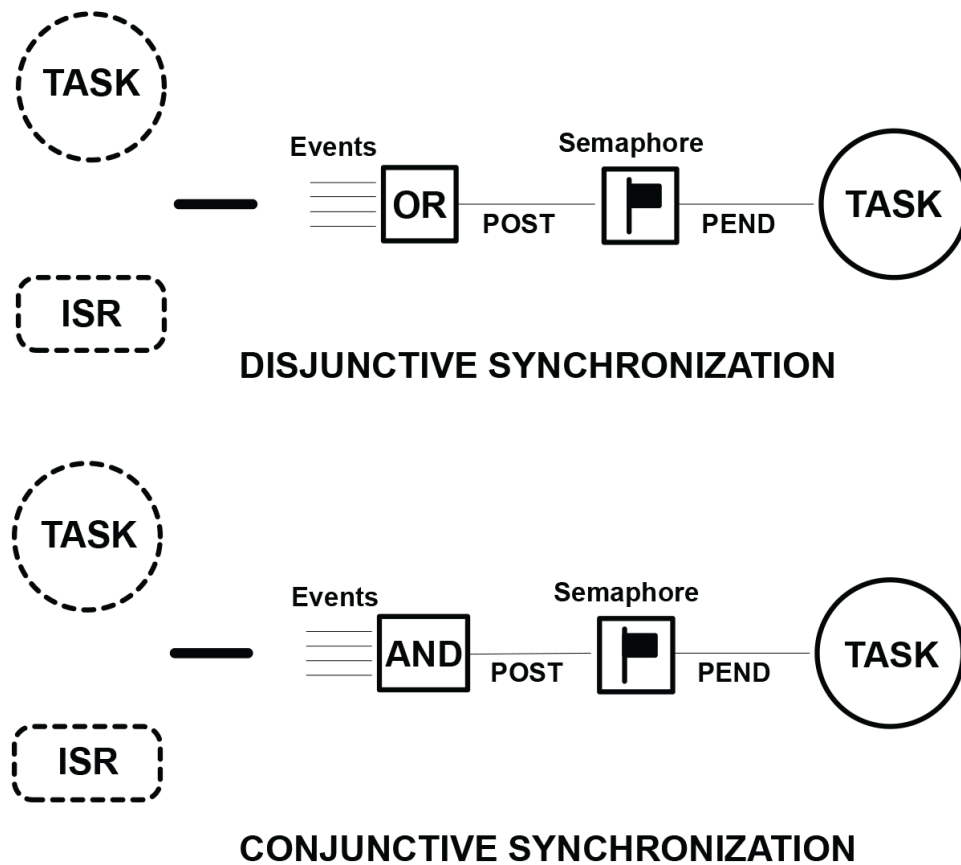 TASK
Events
Semaphore
OR
TASK
POST
PEND
ISR
DISJUNCTIVE SYNCHRONIZATION
TASK
Events
Semaphore
AND
TASK
POST
PEND
ISR
CONJUNCTIVE SYNCHRONIZATION